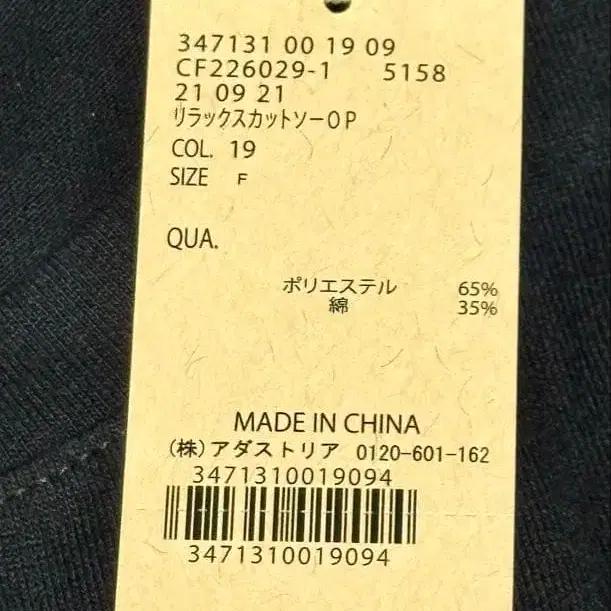 347131 00 19 09
CF226029-1 5158
21 09 21
リラックスカットソーOP
COL. 19
SIZE F
QUA.
ポリエステル 65%
綿 35%
MADE IN CHINA
(株)アダストリア 0120-601-162
3471310019094
3471310019094